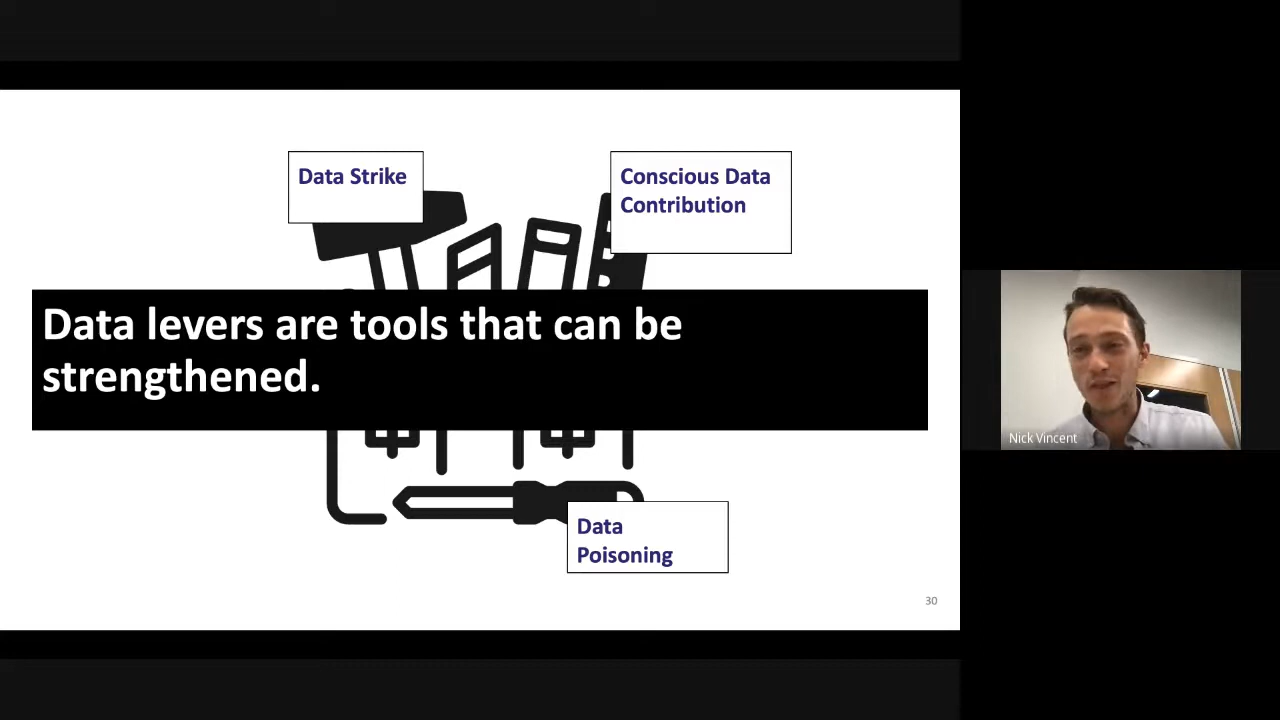 Data Strike
Conscious Data
Contribution
Data levers are tools that can be
strengthened.
Data
Poisoning
30
Nick Vincent